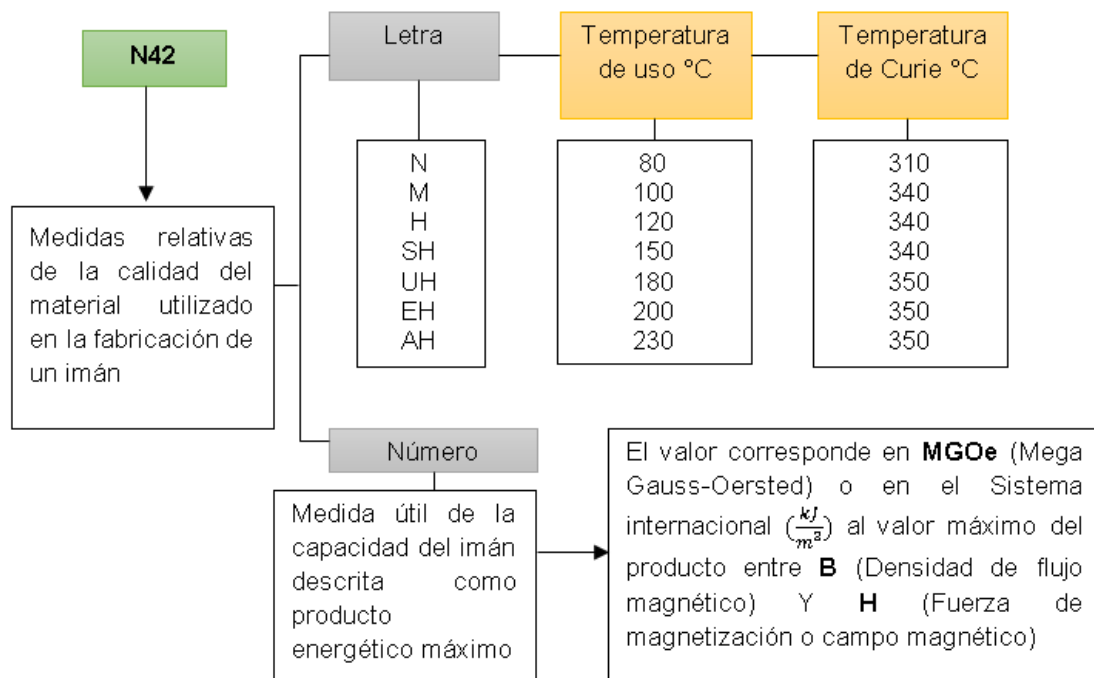 N42
Medidas relativas
de la calidad del
material utilizado
en la fabricación de
un imán
Letra
N
M
H
SH
UH
EH
AH
Temperatura
de uso ºC
80
100
120
150
180
200
230
Temperatura
de Curie ºC
310
340
340
340
350
350
350
Número
Medida útil de la
capacidad del imán
descrita como
producto
energético máximo
El valor corresponde en MGOe (Mega
Gauss-Oersted) o en el Sistema
internacional (kJ/m³) al valor máximo del
producto entre B (Densidad de flujo
magnético) Y H (Fuerza de
magnetización o campo magnético)